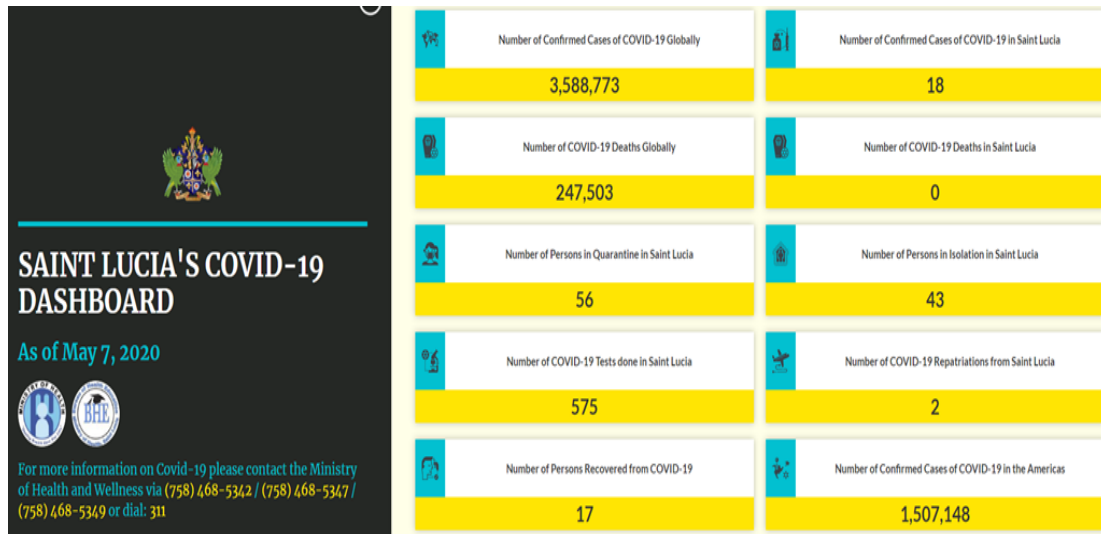 SAINT LUCIA'S COVID-19
DASHBOARD
As of May 7, 2020
MINISTRY OF HEALTH
BHE
For more information on Covid-19 please contact the Ministry
of Health and Wellness via (758) 468-5342 / (758) 468-5347 /
(758) 468-5349 or dial: 311
Number of Confirmed Cases of COVID-19 Globally
3,588,773
Number of Confirmed Cases of COVID-19 in Saint Lucia
18
Number of COVID-19 Deaths Globally
247,503
Number of COVID-19 Deaths in Saint Lucia
0
Number of Persons in Quarantine in Saint Lucia
56
Number of Persons in Isolation in Saint Lucia
43
Number of COVID-19 Tests done in Saint Lucia
575
Number of COVID-19 Repatriations from Saint Lucia
2
Number of Persons Recovered from COVID-19
17
Number of Confirmed Cases of COVID-19 in the Americas
1,507,148